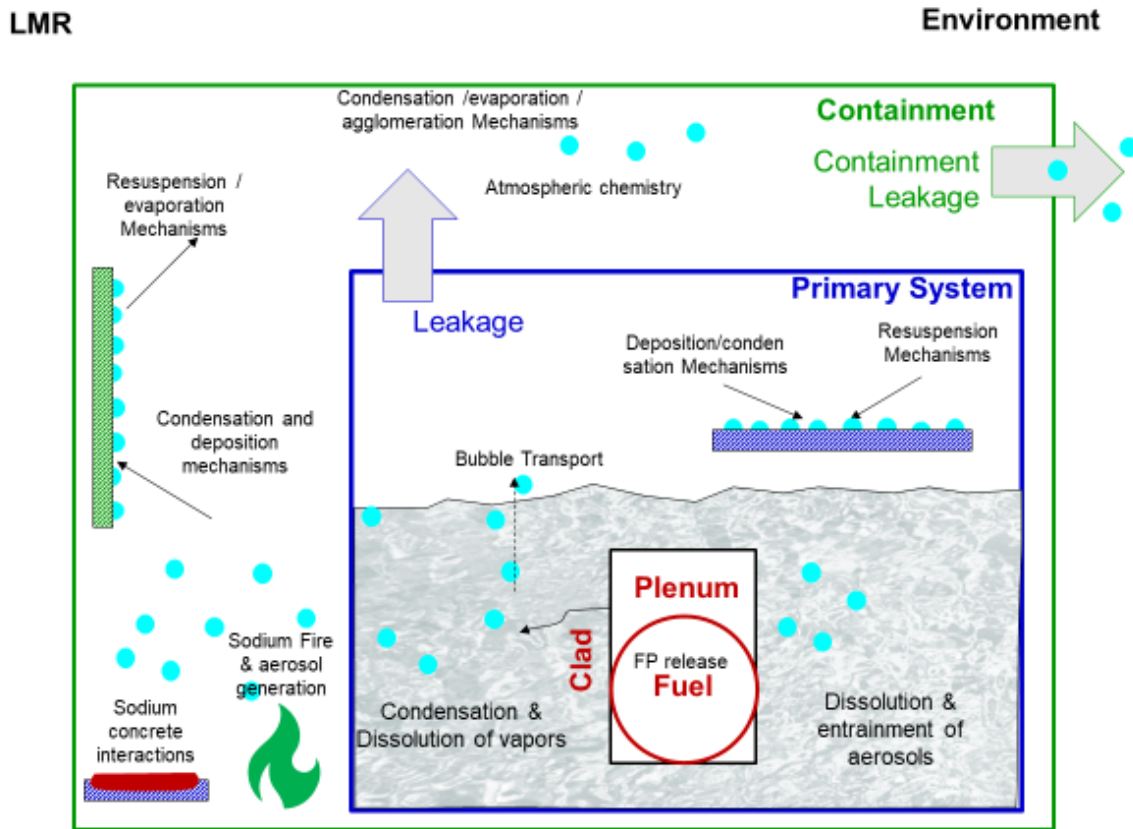 LMR
Environment
Condensation /evaporation /
agglomeration Mechanisms
Containment
Containment
Leakage
Atmospheric chemistry
Resuspension /
evaporation
Mechanisms
Primary System
Leakage
Deposition/conden
sation Mechanisms
Resuspension
Mechanisms
Condensation and
deposition
mechanisms
Bubble Transport
Plenum
Clad
FP release
Fuel
Sodium Fire
& aerosol
generation
Sodium
concrete
interactions
Condensation &
Dissolution of vapors
Dissolution &
entrainment of
aerosols